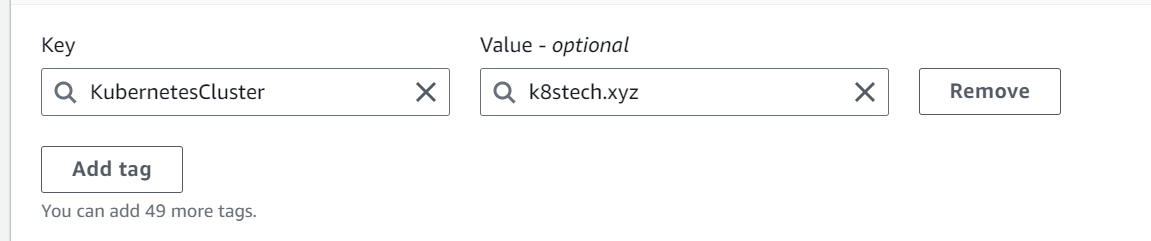 Key
Value - optional
KubernetesCluster
k8stech.xyz
Remove
Add tag
You can add 49 more tags.